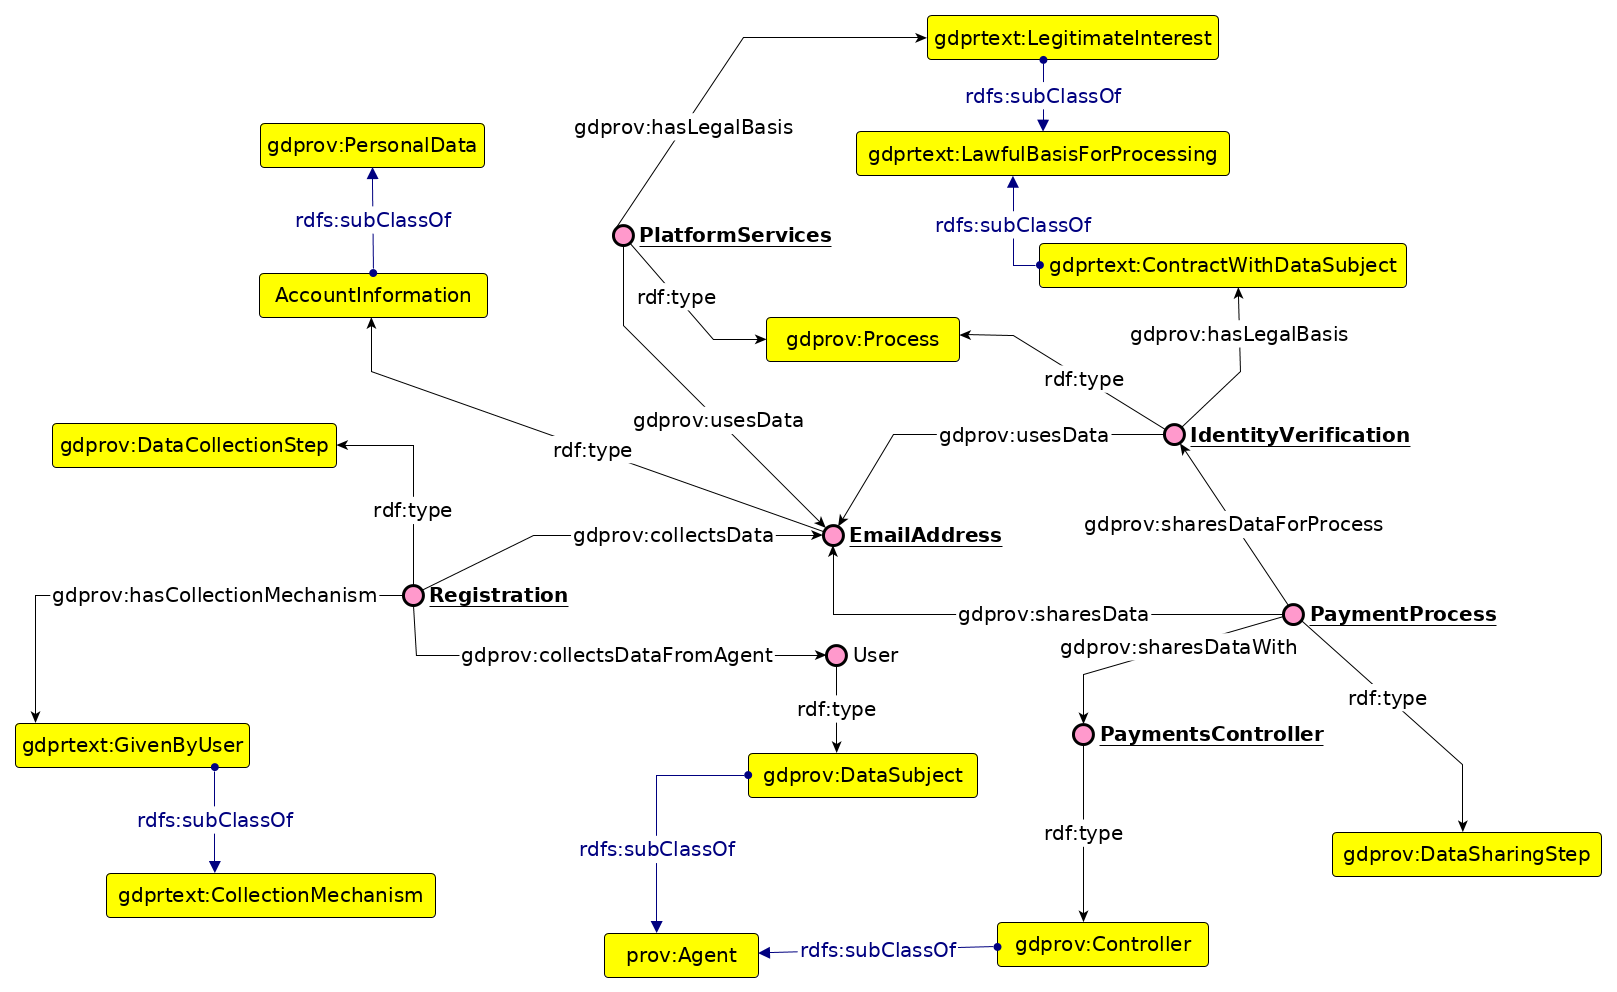 gdprtext:LegitimateInterest
rdfs:subClassOf
gdprov:hasLegalBasis
gdprov:PersonalData
gdprtext:LawfulBasisForProcessing
rdfs:subClassOf
rdfs:subClassOf
PlatformServices
gdprtext:ContractWithDataSubject
AccountInformation
rdf:type
gdprov:Process
gdprov:hasLegalBasis
rdf:type
gdprov:usesData
gdprov:DataCollectionStep
rdf:type
gdprov:usesData
IdentityVerification
rdf:type
gdprov:sharesDataForProcess
gdprov:collectsData
EmailAddress
gdprov:hasCollectionMechanism
Registration
gdprov:sharesData
PaymentProcess
gdprov:collectsDataFromAgent
User
gdprov:sharesDataWith
rdf:type
rdf:type
PaymentsController
gdprtext:GivenByUser
gdprov:DataSubject
rdfs:subClassOf
rdfs:subClassOf
rdf:type
gdprov:DataSharingStep
gdprtext:CollectionMechanism
prov:Agent
rdfs:subClassOf
gdprov:Controller